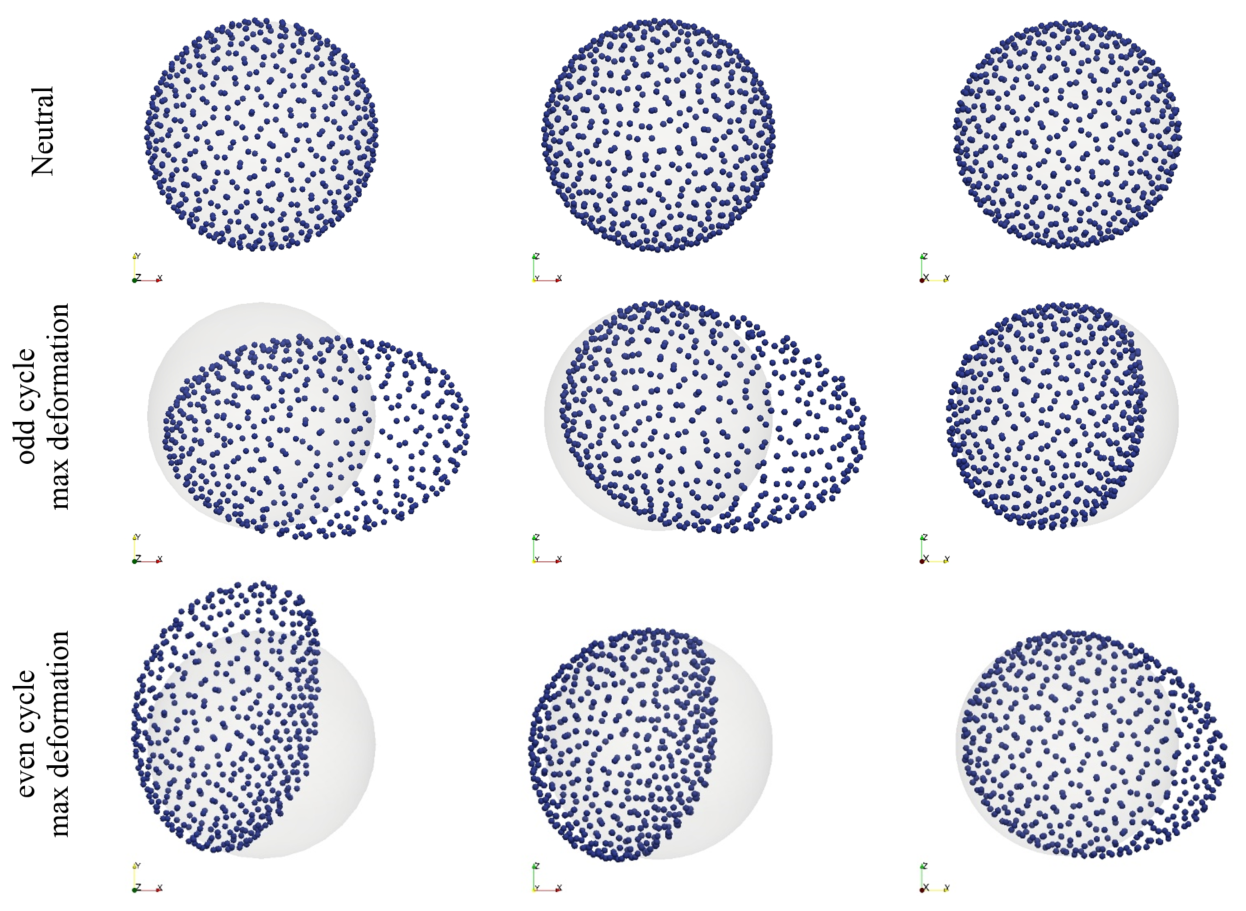 Neutral
Y
Z X
Z
Y X
Z
X Y
odd cycle
max deformation
Y
Z X
Z
Y X
Z
X Y
even cycle
max deformation
Y
Z X
Z
Y X
Z
X Y